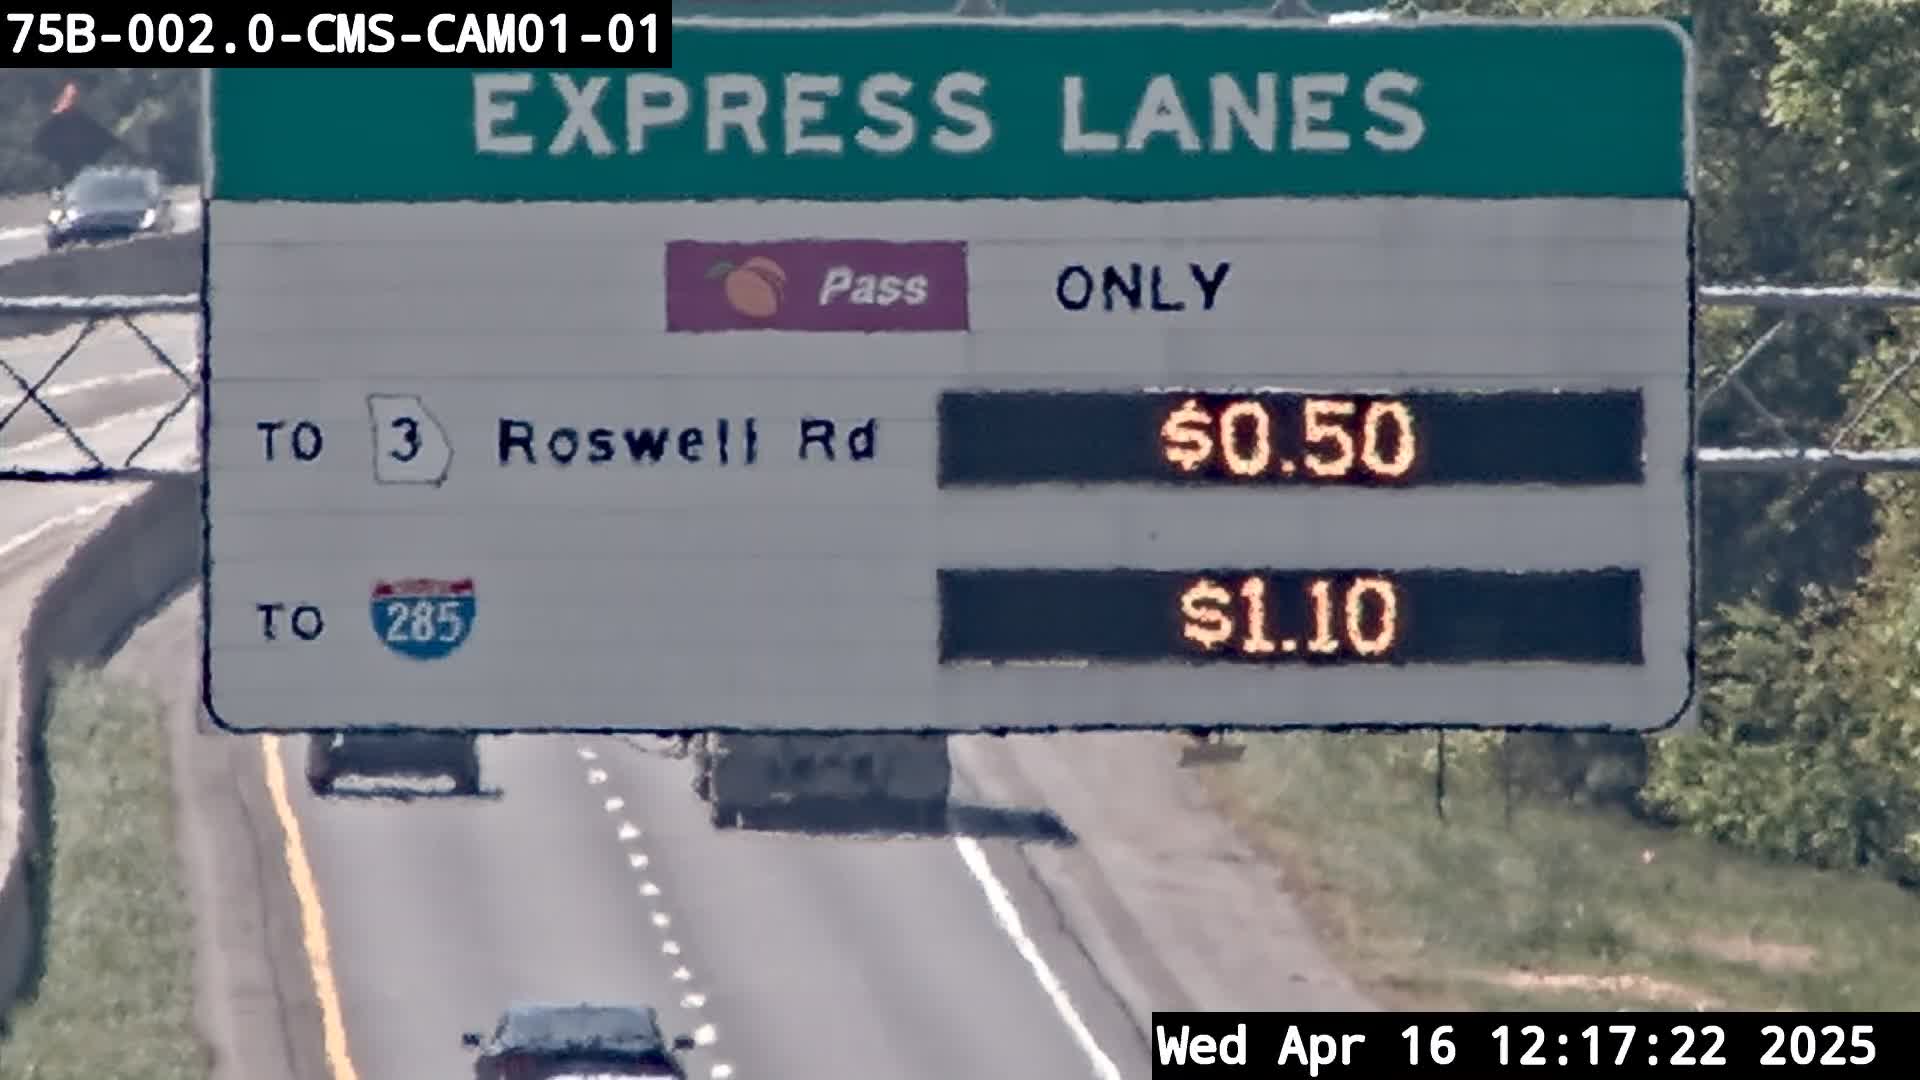 75B-002.0-CMS-CAM01-01
EXPRESS LANES
Pass ONLY
TO 3 Roswell Rd $0.50
TO 285 $1.10
Wed Apr 16 12:17:22 2025